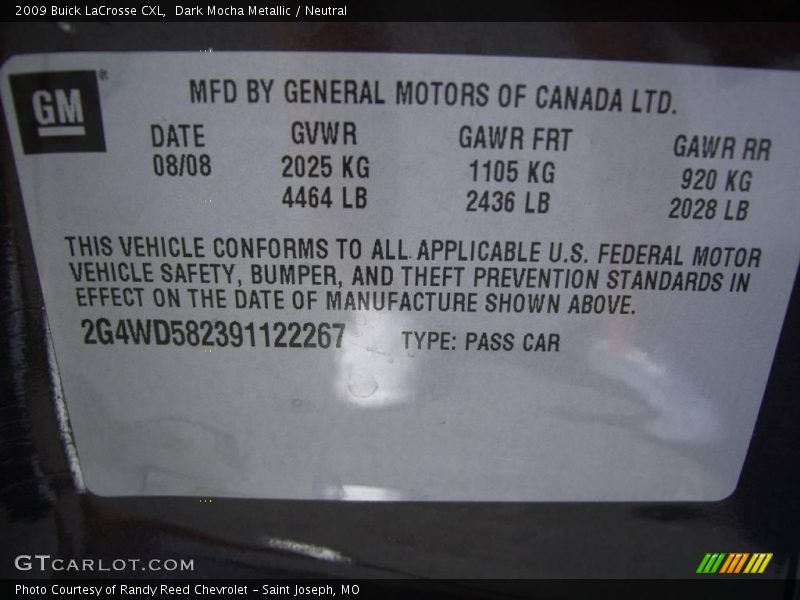 2009 Buick LaCrosse CXL,  Dark Mocha Metallic / Neutral
GM®
MFD BY GENERAL MOTORS OF CANADA LTD.
DATE GVWR GAWR FRT GAWR RR
08/08 2025 KG 1105 KG 920 KG
4464 LB 2436 LB 2028 LB
THIS VEHICLE CONFORMS TO ALL APPLICABLE U.S. FEDERAL MOTOR
VEHICLE SAFETY, BUMPER, AND THEFT PREVENTION STANDARDS IN
EFFECT ON THE DATE OF MANUFACTURE SHOWN ABOVE.
2G4WD582391122267 TYPE: PASS CAR
GTCARLOT.COM
Photo Courtesy of Randy Reed Chevrolet - Saint Joseph, MO